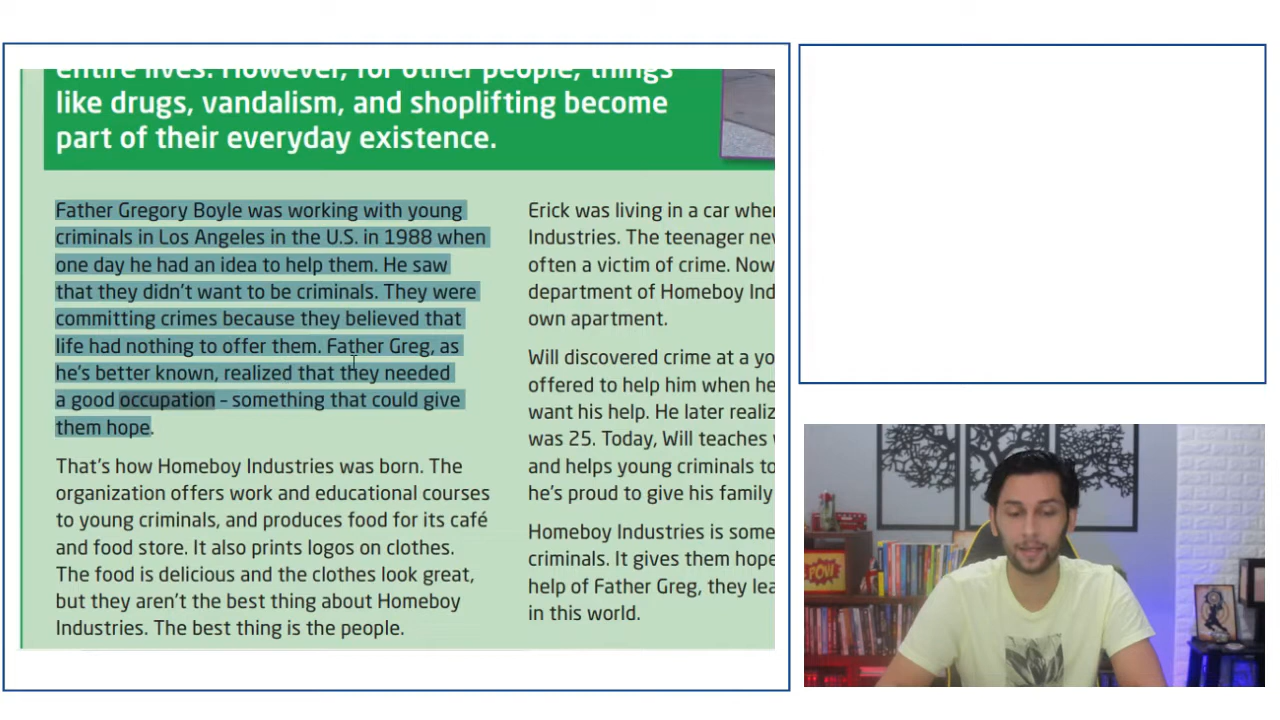 entire lives. However, for other people, things
like drugs, vandalism, and shoplifting become
part of their everyday existence.
Father Gregory Boyle was working with young
criminals in Los Angeles in the U.S. in 1988 when
one day he had an idea to help them. He saw
that they didn't want to be criminals. They were
committing crimes because they believed that
life had nothing to offer them. Father Greg, as
he's better known, realized that they needed
a good occupation – something that could give
them hope.
That's how Homeboy Industries was born. The
organization offers work and educational courses
to young criminals, and produces food for its café
and food store. It also prints logos on clothes.
The food is delicious and the clothes look great,
but they aren't the best thing about Homeboy
Industries. The best thing is the people.
Erick was living in a car when
Industries. The teenager
often a victim of crime. Now
department of Homeboy
own apartment.
Will discovered crime at a
offered to help him when he
want his help. He later
was 25. Today, Will teaches
and helps young criminals to
he's proud to give his family
Homeboy Industries is
criminals. It gives them hope
help of Father Greg, they
in this world.
POW